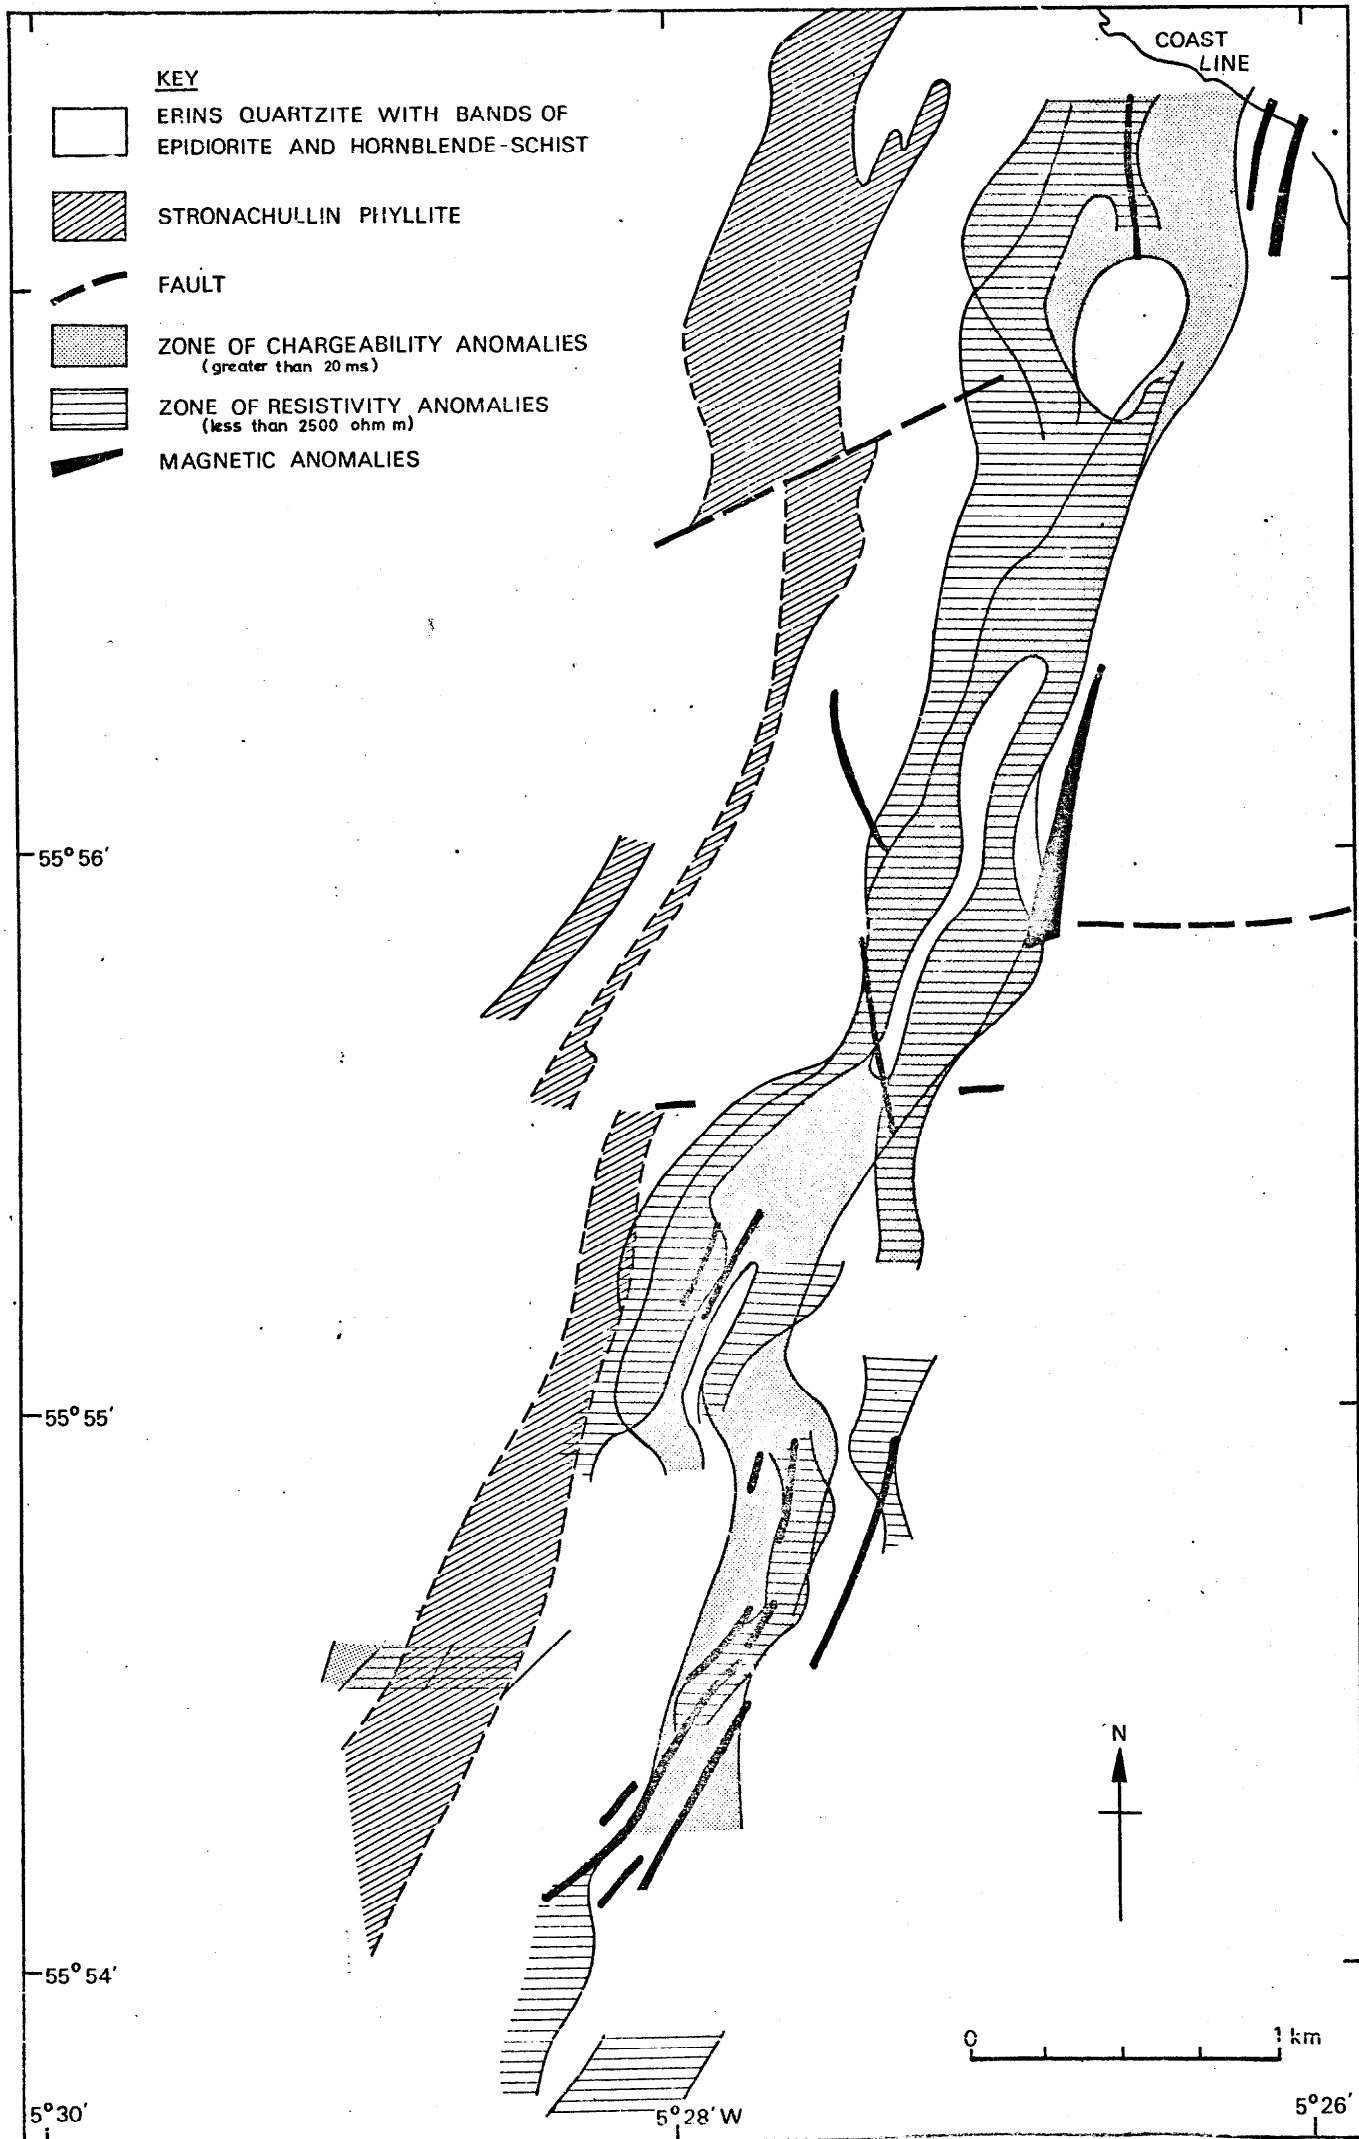 COAST
LINE
KEY
ERINS QUARTZITE WITH BANDS OF
EPIDIORITE AND HORNBLENDE-SCHIST
STRONACHULLIN PHYLLITE
FAULT
ZONE OF CHARGEABILITY ANOMALIES
(greater than 20 ms)
ZONE OF RESISTIVITY ANOMALIES
(less than 2500 ohm m)
MAGNETIC ANOMALIES
55°56'
55°55'
N
55°54'
0 1 km
5°30' 5°28'W 5°26'